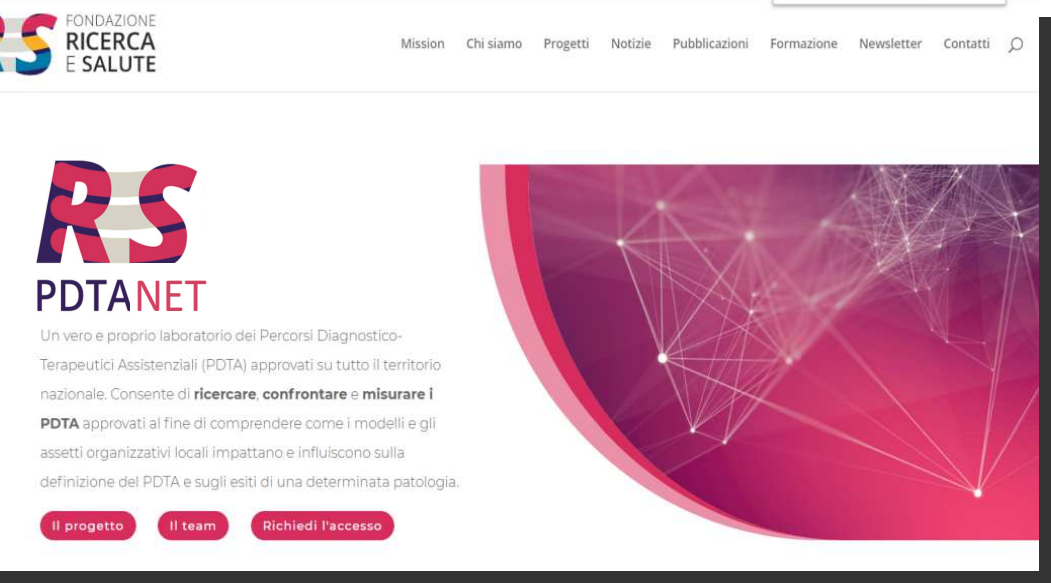 FONDAZIONE
RICERCA
E SALUTE
Mission Chi siamo Progetti Notizie Pubblicazioni Formazione Newsletter Contatti
RS
PDTANET
Un vero e proprio laboratorio dei Percorsi Diagnostico-
Terapeutici Assistenziali (PDTA) approvati su tutto il territorio
nazionale. Consente di ricercare, confrontare e misurare i
PDTA approvati al fine di comprendere come i modelli e gli
assetti organizzativi locali impattano e influiscono sulla
definizione del PDTA e sugli esiti di una determinata patologia.
Il progetto Il team Richiedi l'accesso